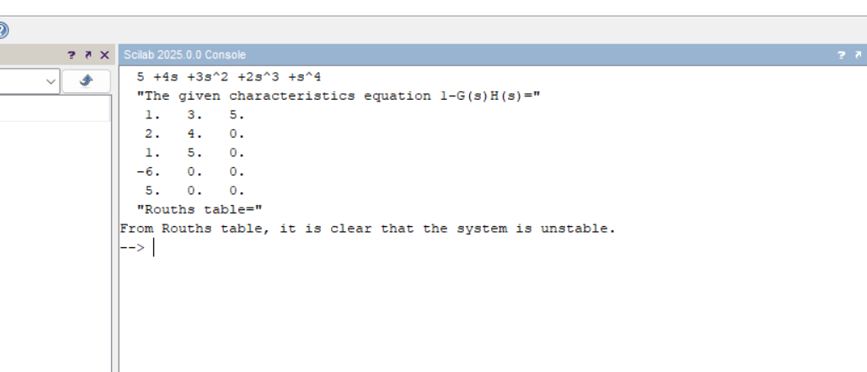 Scilab 2025.0.0 Console
5 +4s +3s^2 +2s^3 +s^4
"The given characteristics equation 1-G(s)H(s)="
1. 3. 5.
2. 4. 0.
1. 5. 0.
-6. 0. 0.
5. 0. 0.
"Rouths table="
From Rouths table, it is clear that the system is unstable.
-->